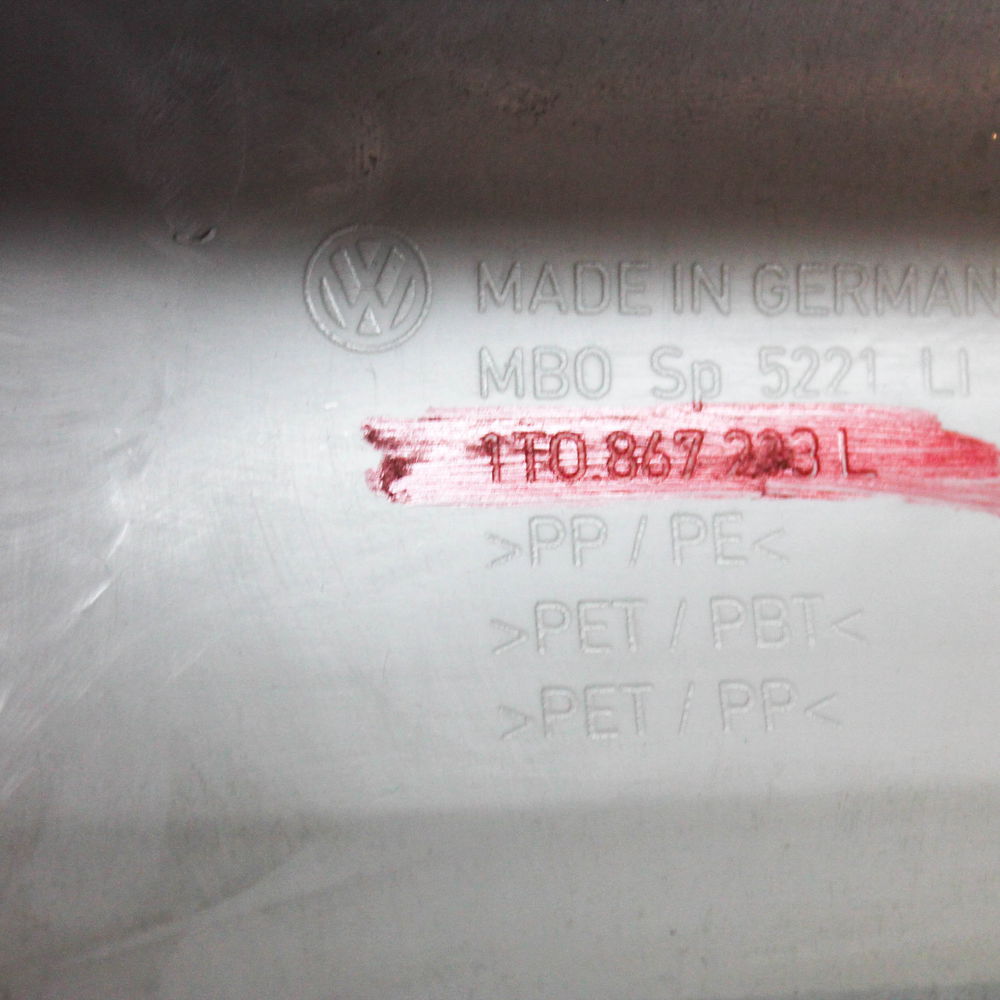 MADE IN GERMAN
MBO Sp 5221 LI
1T0 867 L
>PP / PE<
>PET / PBT<
>PET / PP<